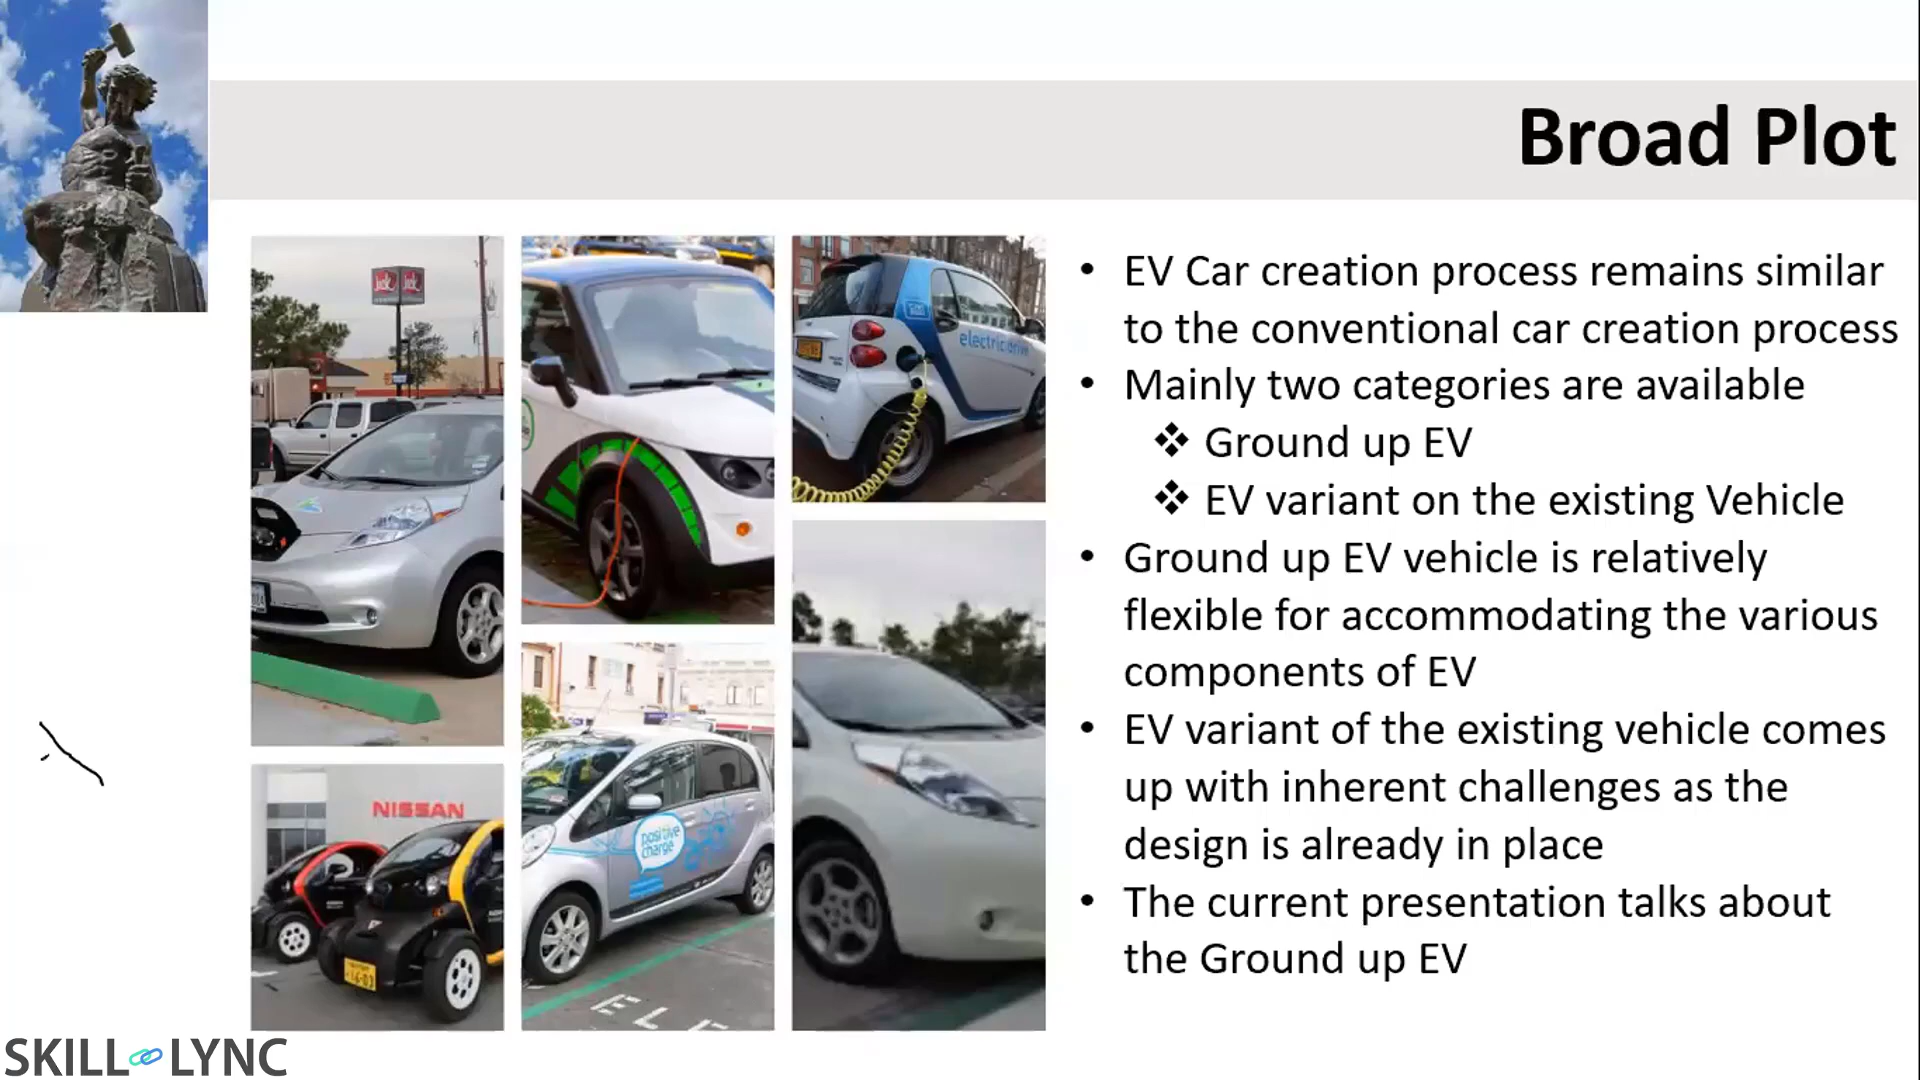 Broad Plot
• EV Car creation process remains similar
to the conventional car creation process
• Mainly two categories are available
❖ Ground up EV
❖ EV variant on the existing Vehicle
• Ground up EV vehicle is relatively
flexible for accommodating the various
components of EV
• EV variant of the existing vehicle comes
up with inherent challenges as the
design is already in place
• The current presentation talks about
the Ground up EV
electric drive
NISSAN
positive
charge
SKILL LYNC